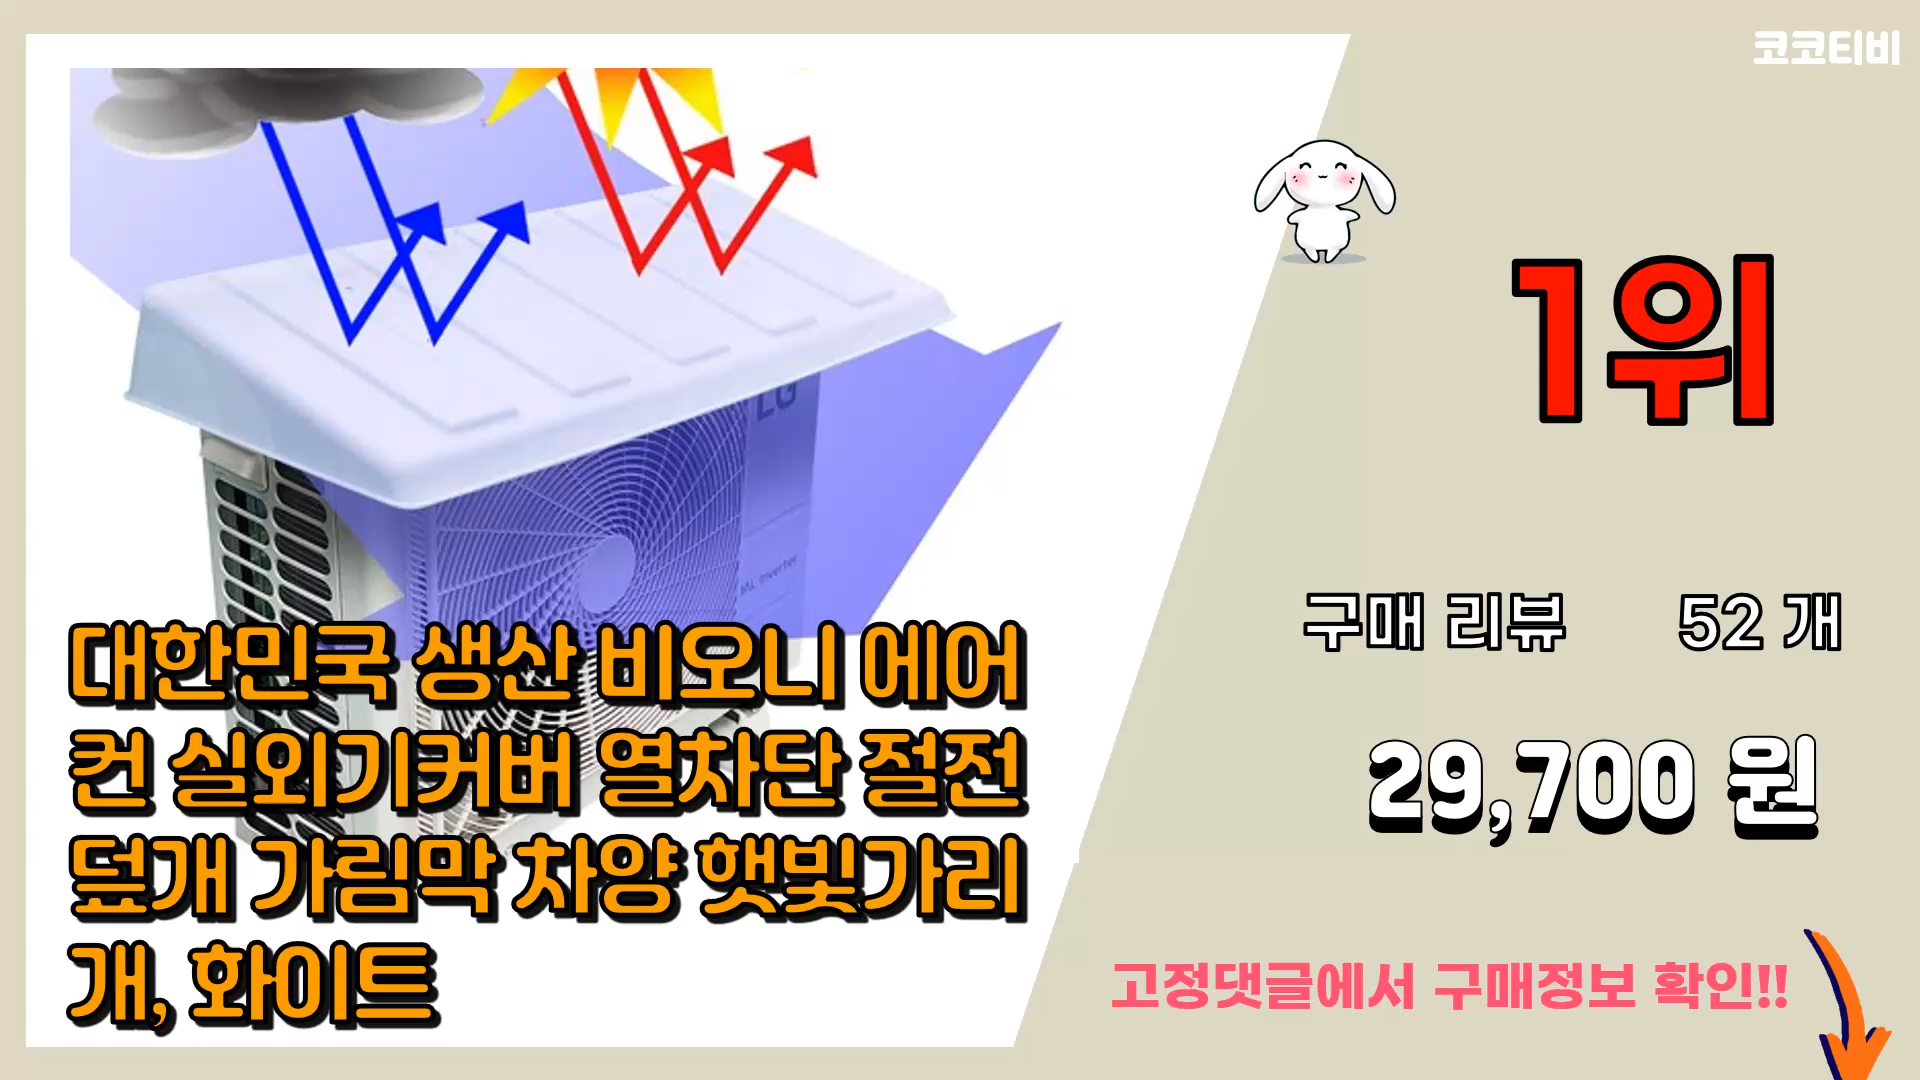 코코티비
1위
LG
DUAL Inverter
대한민국 생산 비오니 에어
컨 실외기커버 열차단 절전
덮개 가림막 차양 햇빛가리
개, 화이트
구매 리뷰 52 개
29,700 원
고정댓글에서 구매정보 확인!!